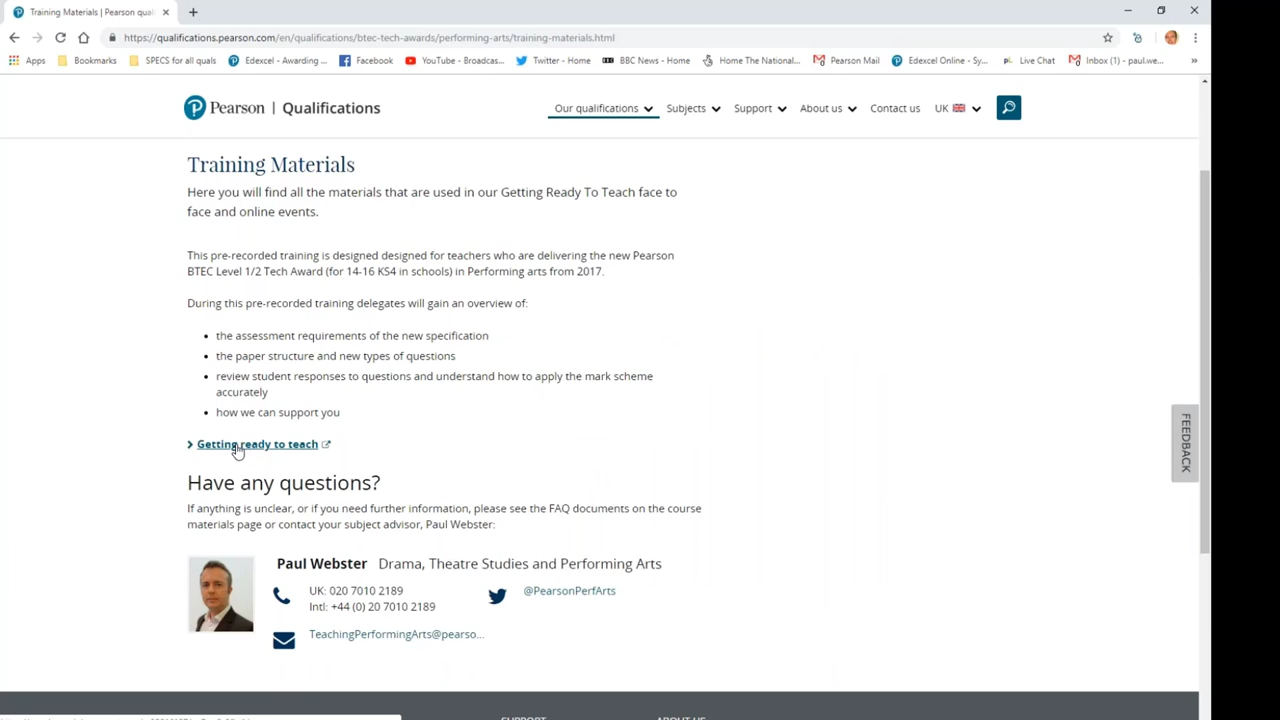 Training Materials | Pearson qual
https://qualifications.pearson.com/en/qualifications/btec-tech-awards/performing-arts/training-materials.html
Apps Bookmarks SPECS for all quals Edexcel - Awarding ... Facebook YouTube - Broadcas... Twitter - Home BBC News - Home Home The National... Pearson Mail Edexcel Online - Sy... Live Chat Inbox (1) - paul.we... »
Pearson | Qualifications
Our qualifications Subjects Support About us Contact us UK
Training Materials
Here you will find all the materials that are used in our Getting Ready To Teach face to
face and online events.
This pre-recorded training is designed designed for teachers who are delivering the new Pearson
BTEC Level 1/2 Tech Award (for 14-16 KS4 in schools) in Performing arts from 2017.
During this pre-recorded training delegates will gain an overview of:
• the assessment requirements of the new specification
• the paper structure and new types of questions
• review student responses to questions and understand how to apply the mark scheme
accurately
• how we can support you
Getting ready to teach
FEEDBACK
Have any questions?
If anything is unclear, or if you need further information, please see the FAQ documents on the course
materials page or contact your subject advisor, Paul Webster:
Paul Webster Drama, Theatre Studies and Performing Arts
UK: 020 7010 2189 @PearsonPerfArts
Intl: +44 (0) 20 7010 2189
TeachingPerformingArts@pearso...
SUPPORT ABOUT US